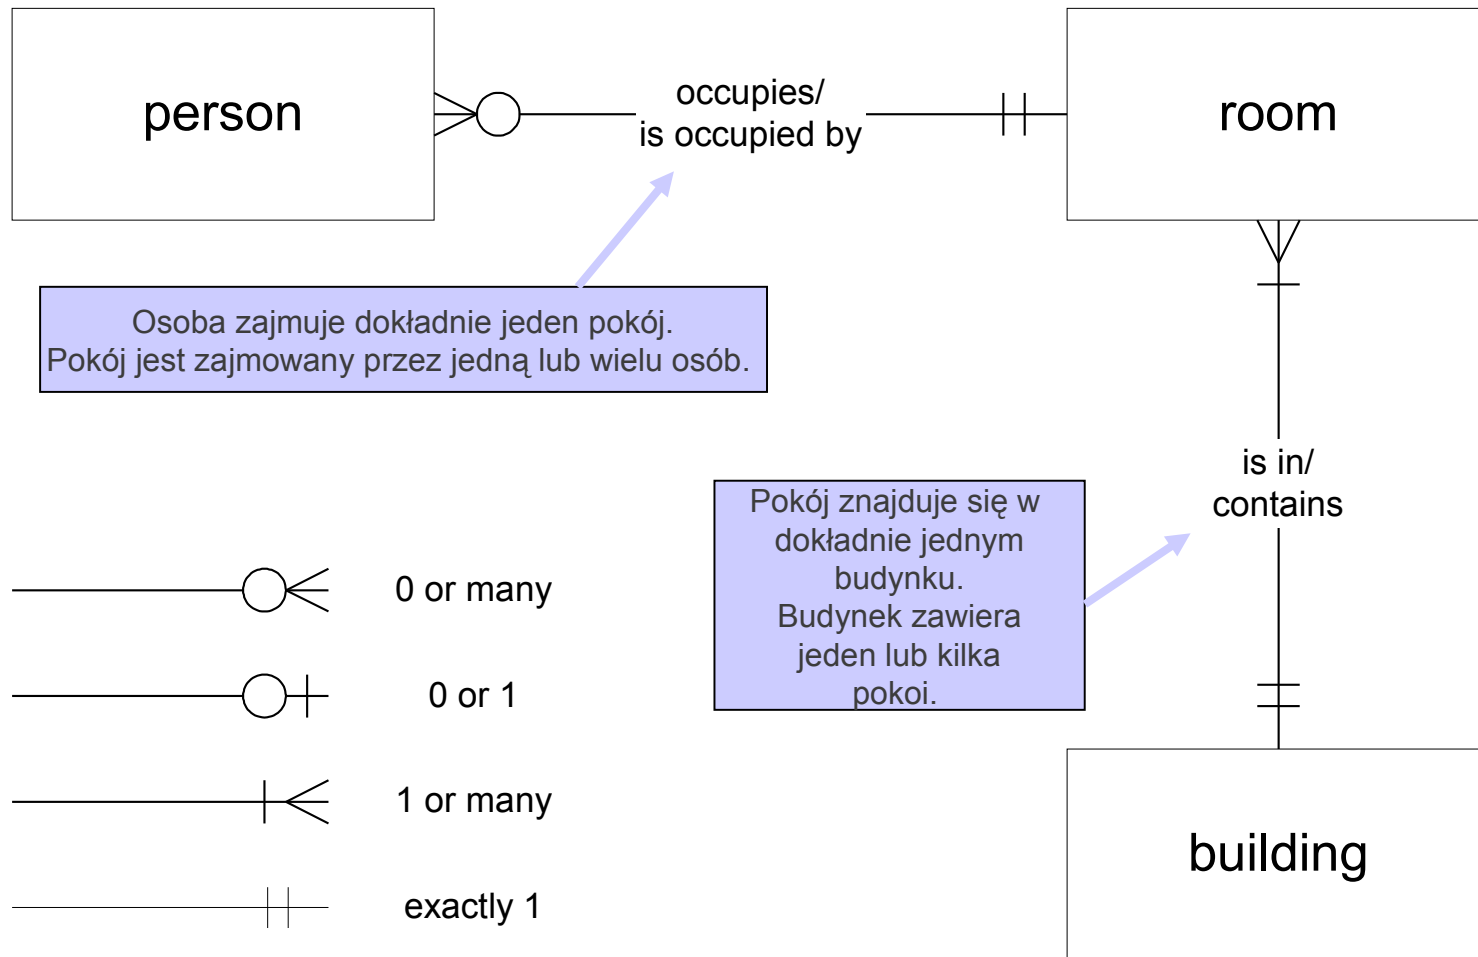 person
occupies/
is occupied by
room
Osoba zajmuje dokładnie jeden pokój.
Pokój jest zajmowany przez jedną lub wielu osób.
is in/
contains
Pokój znajduje się w
dokładnie jednym
budynku.
Budynek zawiera
jeden lub kilka
pokoi.
0 or many
0 or 1
1 or many
exactly 1
building